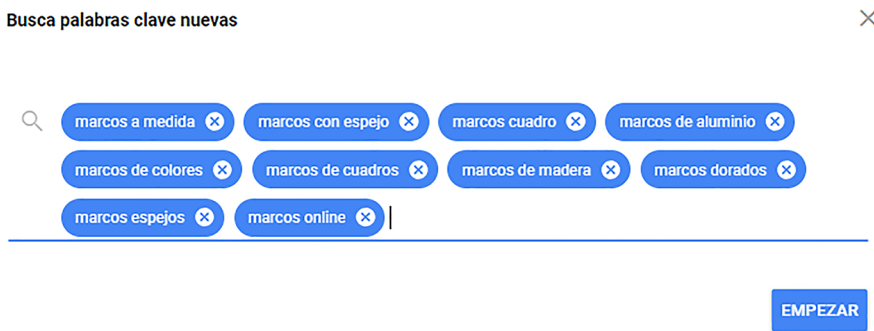 Busca palabras clave nuevas
marcos a medida marcos con espejo marcos cuadro marcos de aluminio
marcos de colores marcos de cuadros marcos de madera marcos dorados
marcos espejos marcos online
EMPEZAR